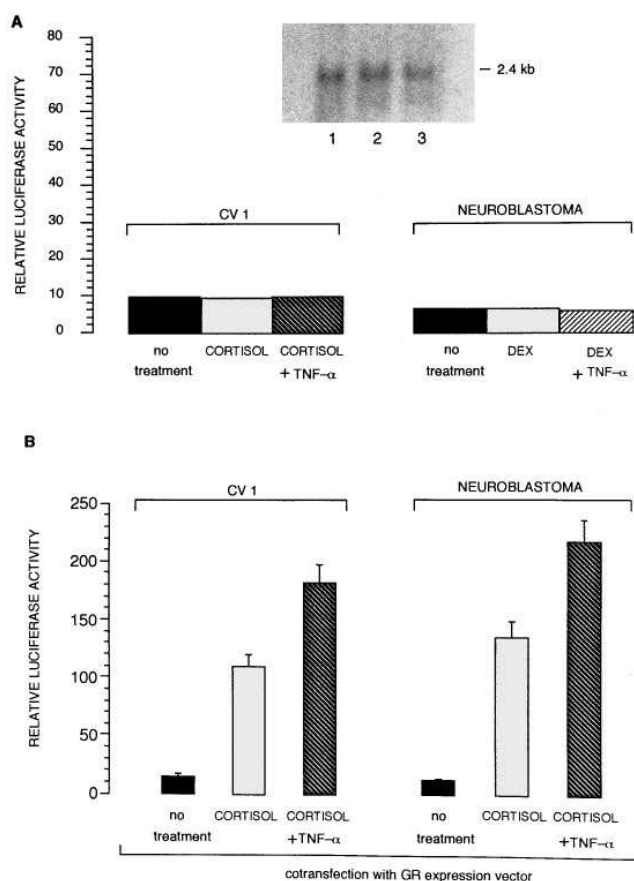 A
RELATIVE LUCIFERASE ACTIVITY
80
70
60
50
40
30
20
10
0
– 2.4 kb
1 2 3
CV 1
NEUROBLASTOMA
no treatment
CORTISOL
CORTISOL + TNF-α
no treatment
DEX
DEX + TNF-α
B
RELATIVE LUCIFERASE ACTIVITY
250
200
150
100
50
0
CV 1
NEUROBLASTOMA
no treatment
CORTISOL
CORTISOL +TNF-α
no treatment
CORTISOL
CORTISOL +TNF-α
cotransfection with GR expression vector